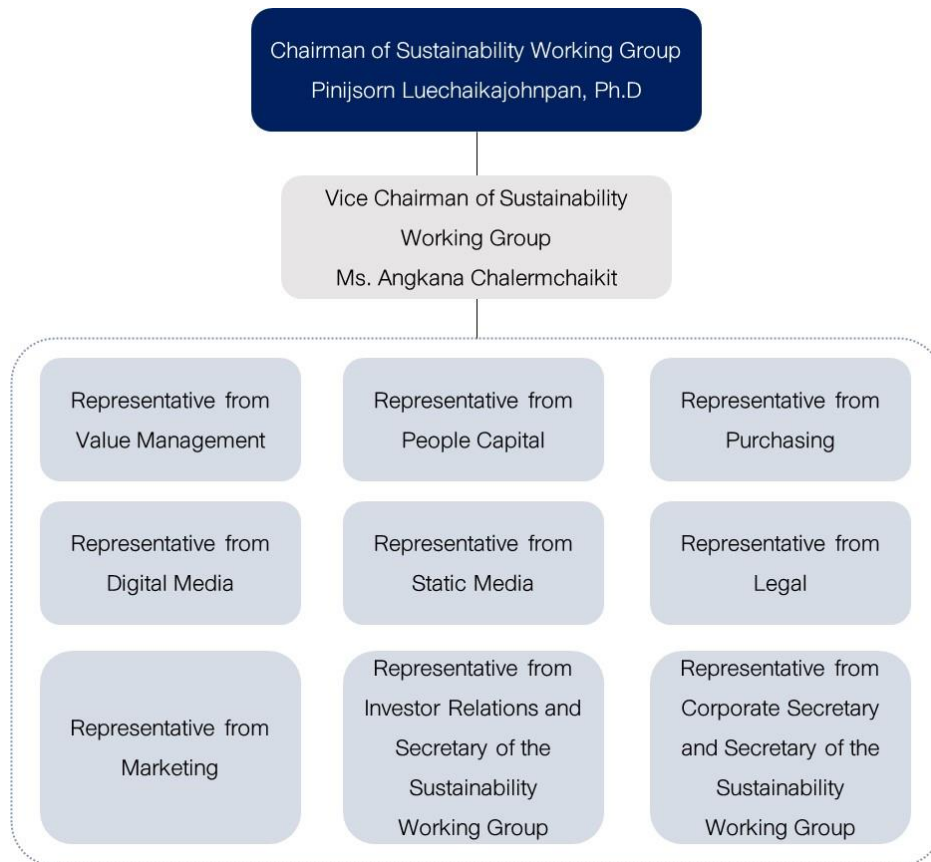 Chairman of Sustainability Working Group
Pinijsorn Luechaikajohnpan, Ph.D
Vice Chairman of Sustainability
Working Group
Ms. Angkana Chalermchaikit
Representative from
Value Management
Representative from
People Capital
Representative from
Purchasing
Representative from
Digital Media
Representative from
Static Media
Representative from
Legal
Representative from
Marketing
Representative from
Investor Relations and
Secretary of the
Sustainability
Working Group
Representative from
Corporate Secretary
and Secretary of the
Sustainability
Working Group